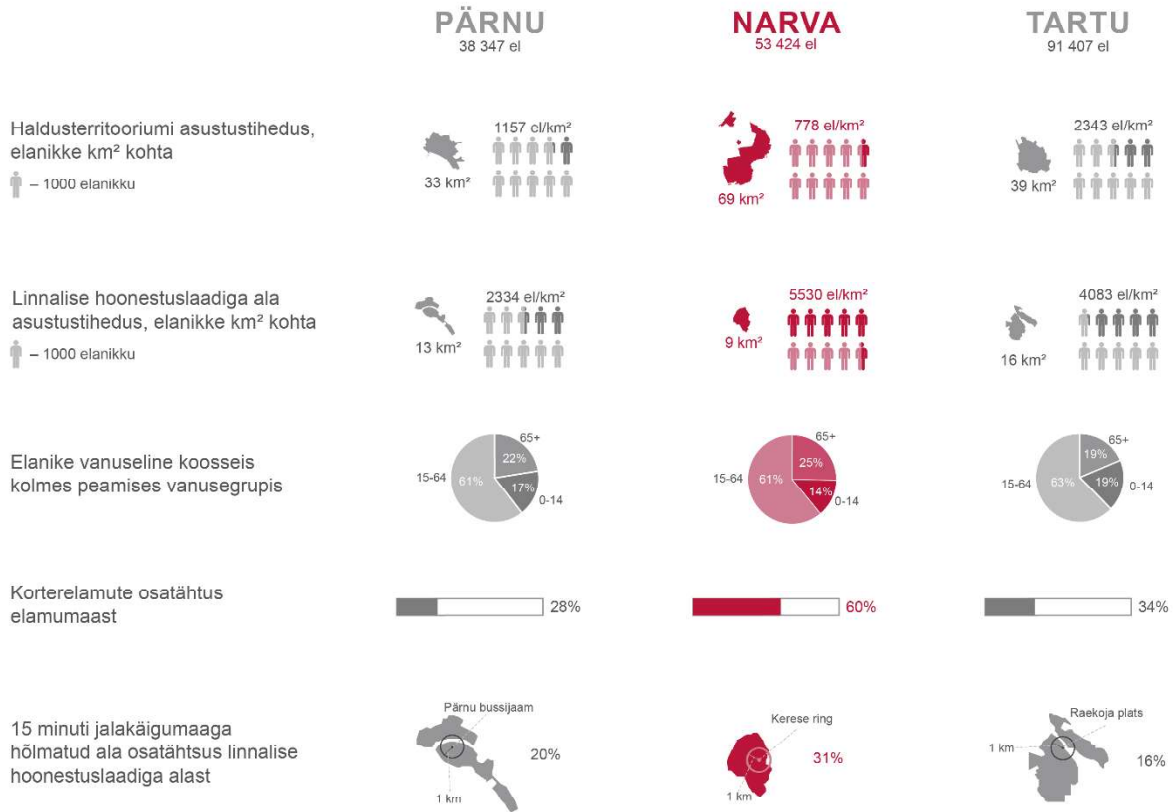 PÄRNU
38 347 el
NARVA
53 424 el
TARTU
91 407 el
Haldusterritooriumi asustustihedus,
elanikke km² kohta
– 1000 elanikku
1157 el/km²
33 km²
778 el/km²
69 km²
2343 el/km²
39 km²
Linnalise hoonestuslaadiga ala
asustustihedus, elanikke km² kohta
– 1000 elanikku
2334 el/km²
13 km²
5530 el/km²
9 km²
4083 el/km²
16 km²
Elanike vanuseline koosseis
kolmes peamises vanusegrupis
65+
22%
15-64
61%
17%
0-14
65+
25%
15-64
61%
14%
0-14
65+
19%
15-64
63%
19%
0-14
Korterelamute osatähtus
elamumaast
28%
60%
34%
15 minuti jalakäigumaaga
hõlmatud ala osatähtsus linnalise
hoonestuslaadiga alast
Pärnu bussijaam
20%
1 km
Kerese ring
31%
1 km
Raekoja plats
1 km
16%